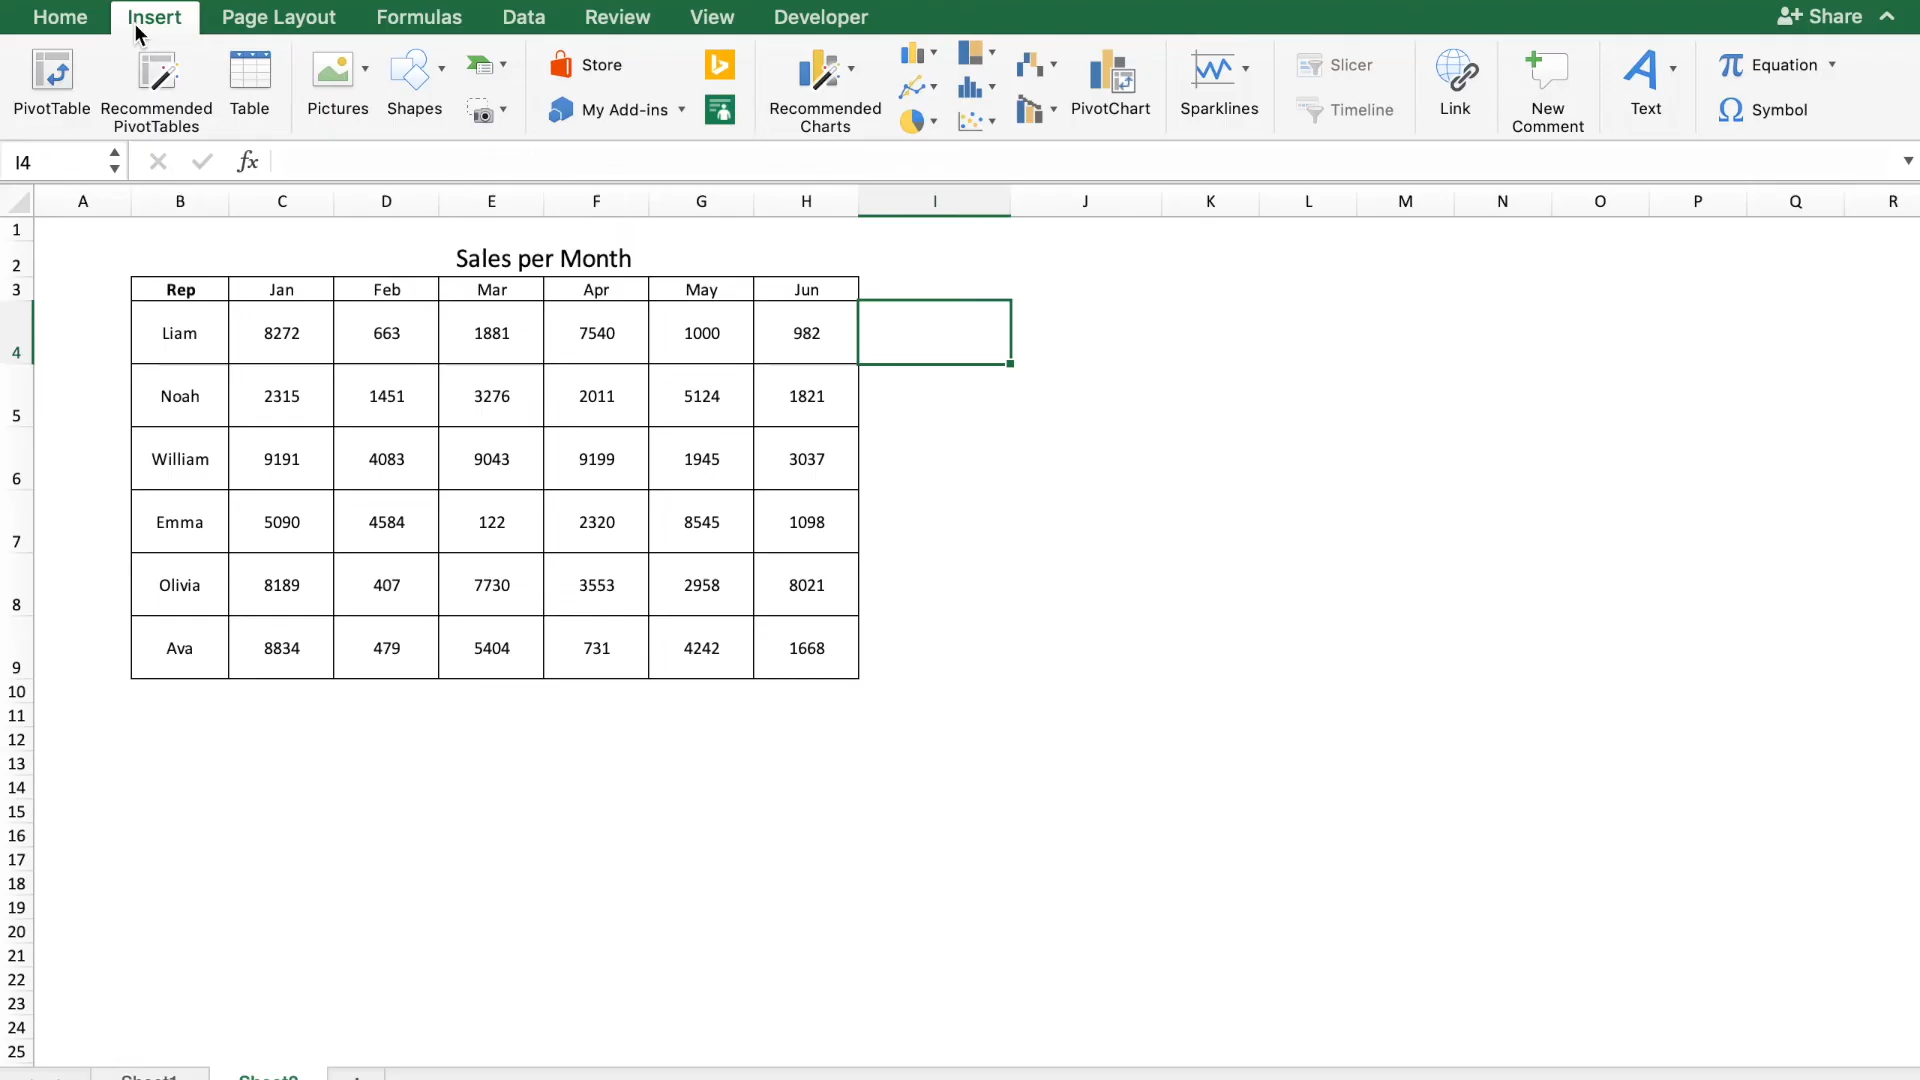 Home Insert Page Layout Formulas Data Review View Developer Share
PivotTable Recommended PivotTables Table Pictures Shapes Store My Add-ins Recommended Charts PivotChart Sparklines Slicer Timeline Link New Comment Text Equation Symbol
I4 fx
A B C D E F G H I J K L M N O P Q R
1
2 Sales per Month
3 Rep Jan Feb Mar Apr May Jun
4 Liam 8272 663 1881 7540 1000 982
5 Noah 2315 1451 3276 2011 5124 1821
6 William 9191 4083 9043 9199 1945 3037
7 Emma 5090 4584 122 2320 8545 1098
8 Olivia 8189 407 7730 3553 2958 8021
9 Ava 8834 479 5404 731 4242 1668
10
11
12
13
14
15
16
17
18
19
20
21
22
23
24
25